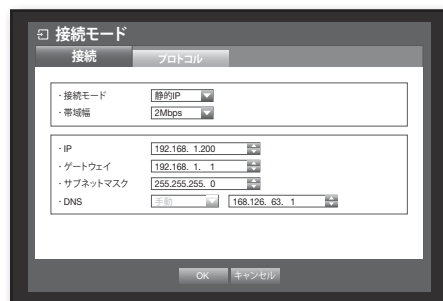 接続モード
接続 プロトコル
・接続モード 静的IP
・帯域幅 2Mbps
・IP 192.168. 1.200
・ゲートウェイ 192.168. 1. 1
・サブネットマスク 255.255.255. 0
・DNS 手動 168.126. 63. 1
OK キャンセル